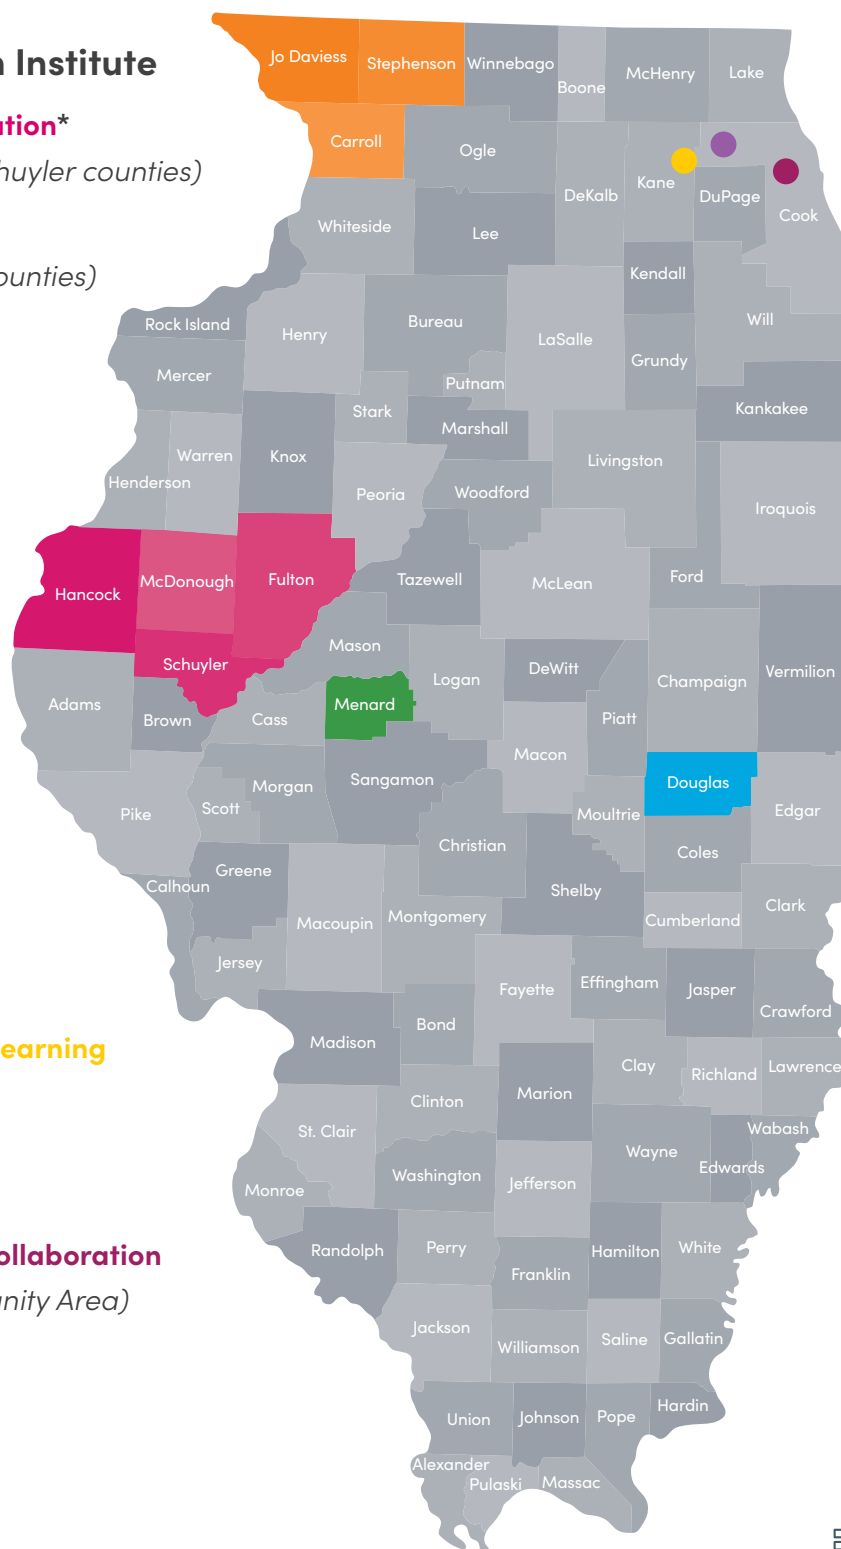 Institute
ation*
huyler counties)
ounties)
earning
ollaboration
nity Area)
Jo Daviess
Stephenson
Winnebago
Boone
McHenry
Lake
Carroll
Ogle
DeKalb
Kane
DuPage
Cook
Whiteside
Lee
Kendall
Rock Island
Henry
Bureau
LaSalle
Will
Grundy
Mercer
Putnam
Stark
Kankakee
Marshall
Warren
Knox
Livingston
Henderson
Peoria
Woodford
Iroquois
Hancock
McDonough
Fulton
Tazewell
McLean
Ford
Mason
Schuyler
DeWitt
Vermilion
Logan
Champaign
Adams
Menard
Brown
Cass
Piatt
Macon
Sangamon
Douglas
Morgan
Scott
Pike
Moultrie
Edgar
Christian
Coles
Greene
Calhoun
Shelby
Macoupin
Montgomery
Cumberland
Clark
Jersey
Effingham
Fayette
Jasper
Crawford
Bond
Madison
Clay
Richland
Lawrence
Marion
Clinton
St. Clair
Wabash
Wayne
Edwards
Washington
Jefferson
Monroe
Randolph
Perry
Hamilton
White
Franklin
Jackson
Williamson
Saline
Gallatin
Union
Johnson
Pope
Hardin
Alexander
Pulaski
Massac